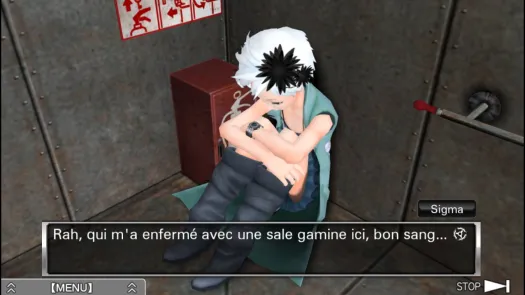 Sigma
Rah, qui m'a enfermé avec une sale gamine ici, bon sang...
【MENU】
STOP